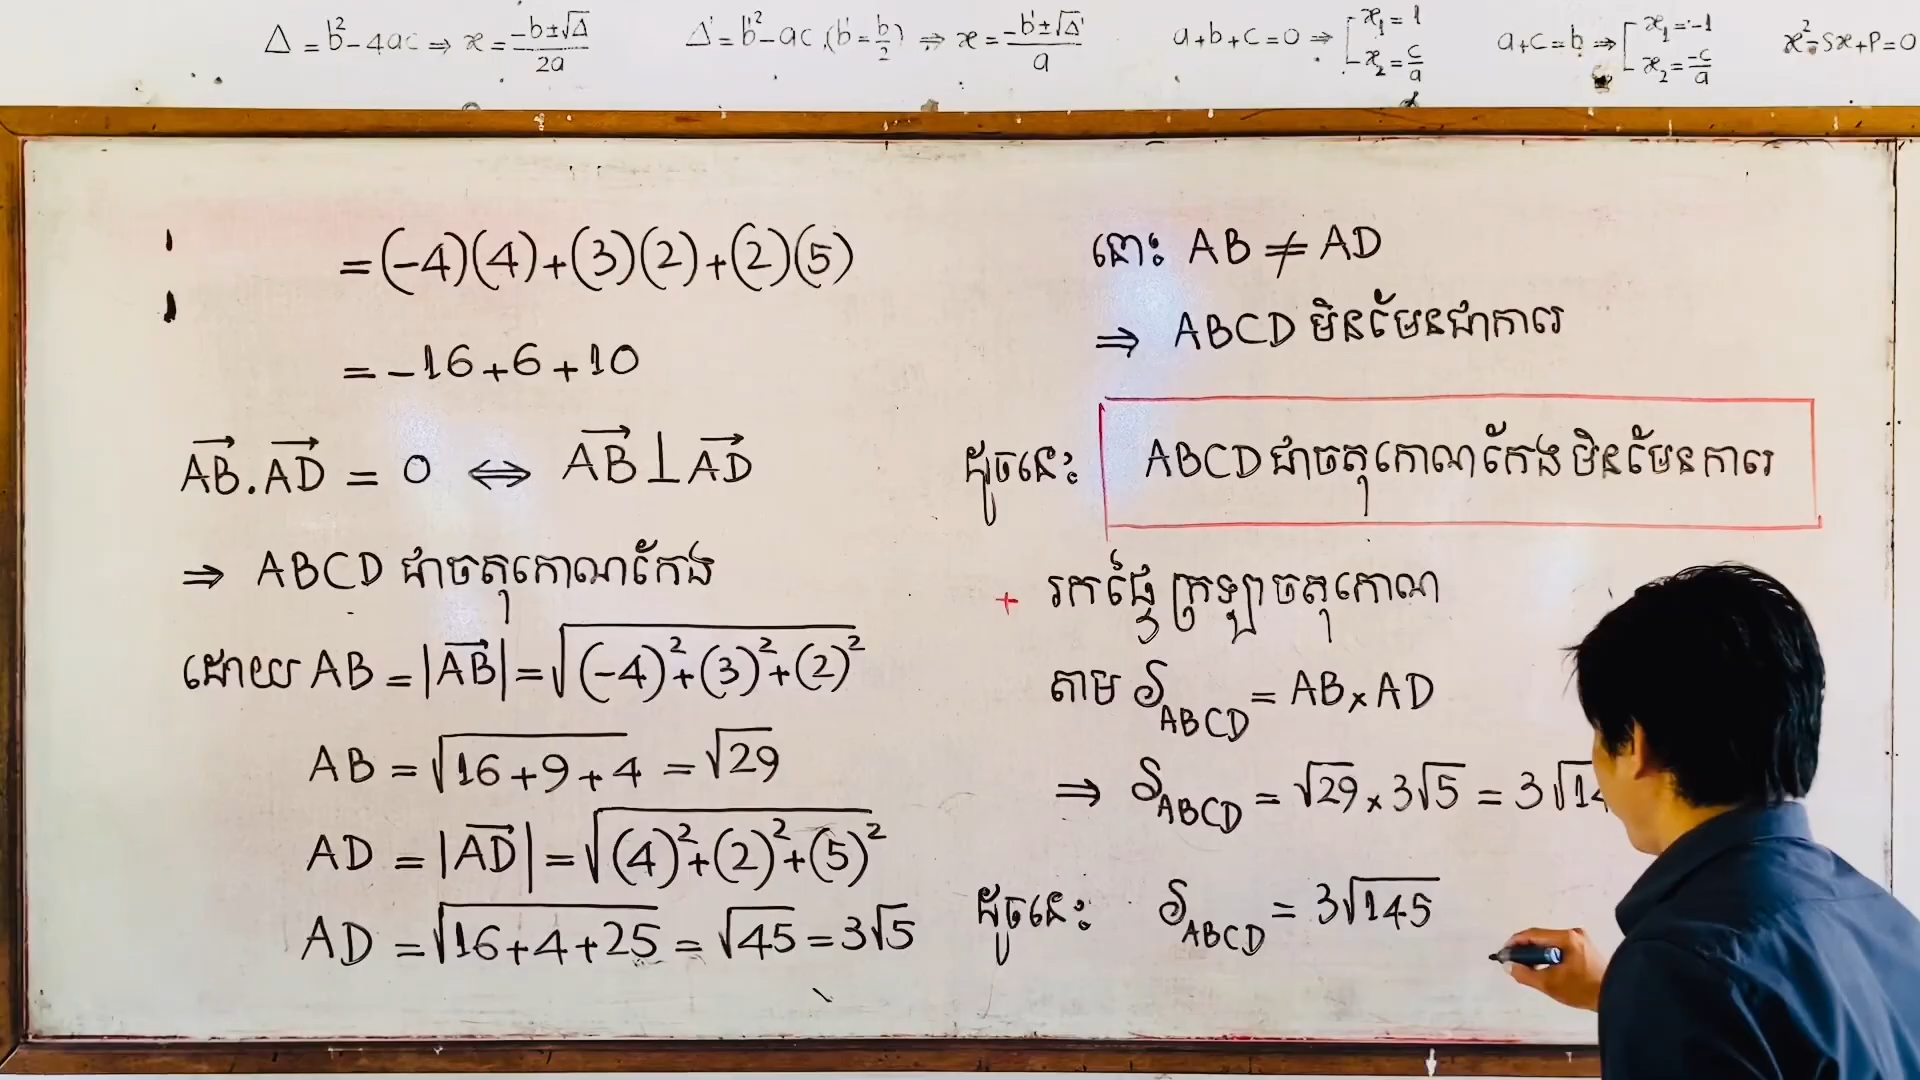 Δ = b² - 4ac ⇒ x = (-b±√Δ)/2a
Δ' = b'² - ac, (b' = b/2) ⇒ x = (-b'±√Δ')/a
a+b+c=0 ⇒ [x₁ = 1
x₂ = c/a
a+c=b ⇒ [x₁ = -1
x₂ = -c/a
x²-Sx+P=0
= (-4)(4)+(3)(2)+(2)(5)
= -16+6+10
AB⃗.AD⃗ = 0 ⇔ AB⃗ ⊥ AD⃗
⇒ ABCD ជាចតុកោណកែង
ដោយ AB = |AB⃗| = √((-4)²+(3)²+(2)²)
AB = √(16+9+4) = √29
AD = |AD⃗| = √((4)²+(2)²+(5)²)
AD = √(16+4+25) = √45 = 3√5
នោះ AB ≠ AD
⇒ ABCD មិនមែនជាការេ
ដូចនេះ ABCD ជាចតុកោណកែងមិនមែនការេ
+ រកផ្ទៃក្រឡាចតុកោណ
តាម S_ABCD = AB × AD
⇒ S_ABCD = √29 × 3√5 = 3√14
ដូចនេះ S_ABCD = 3√145